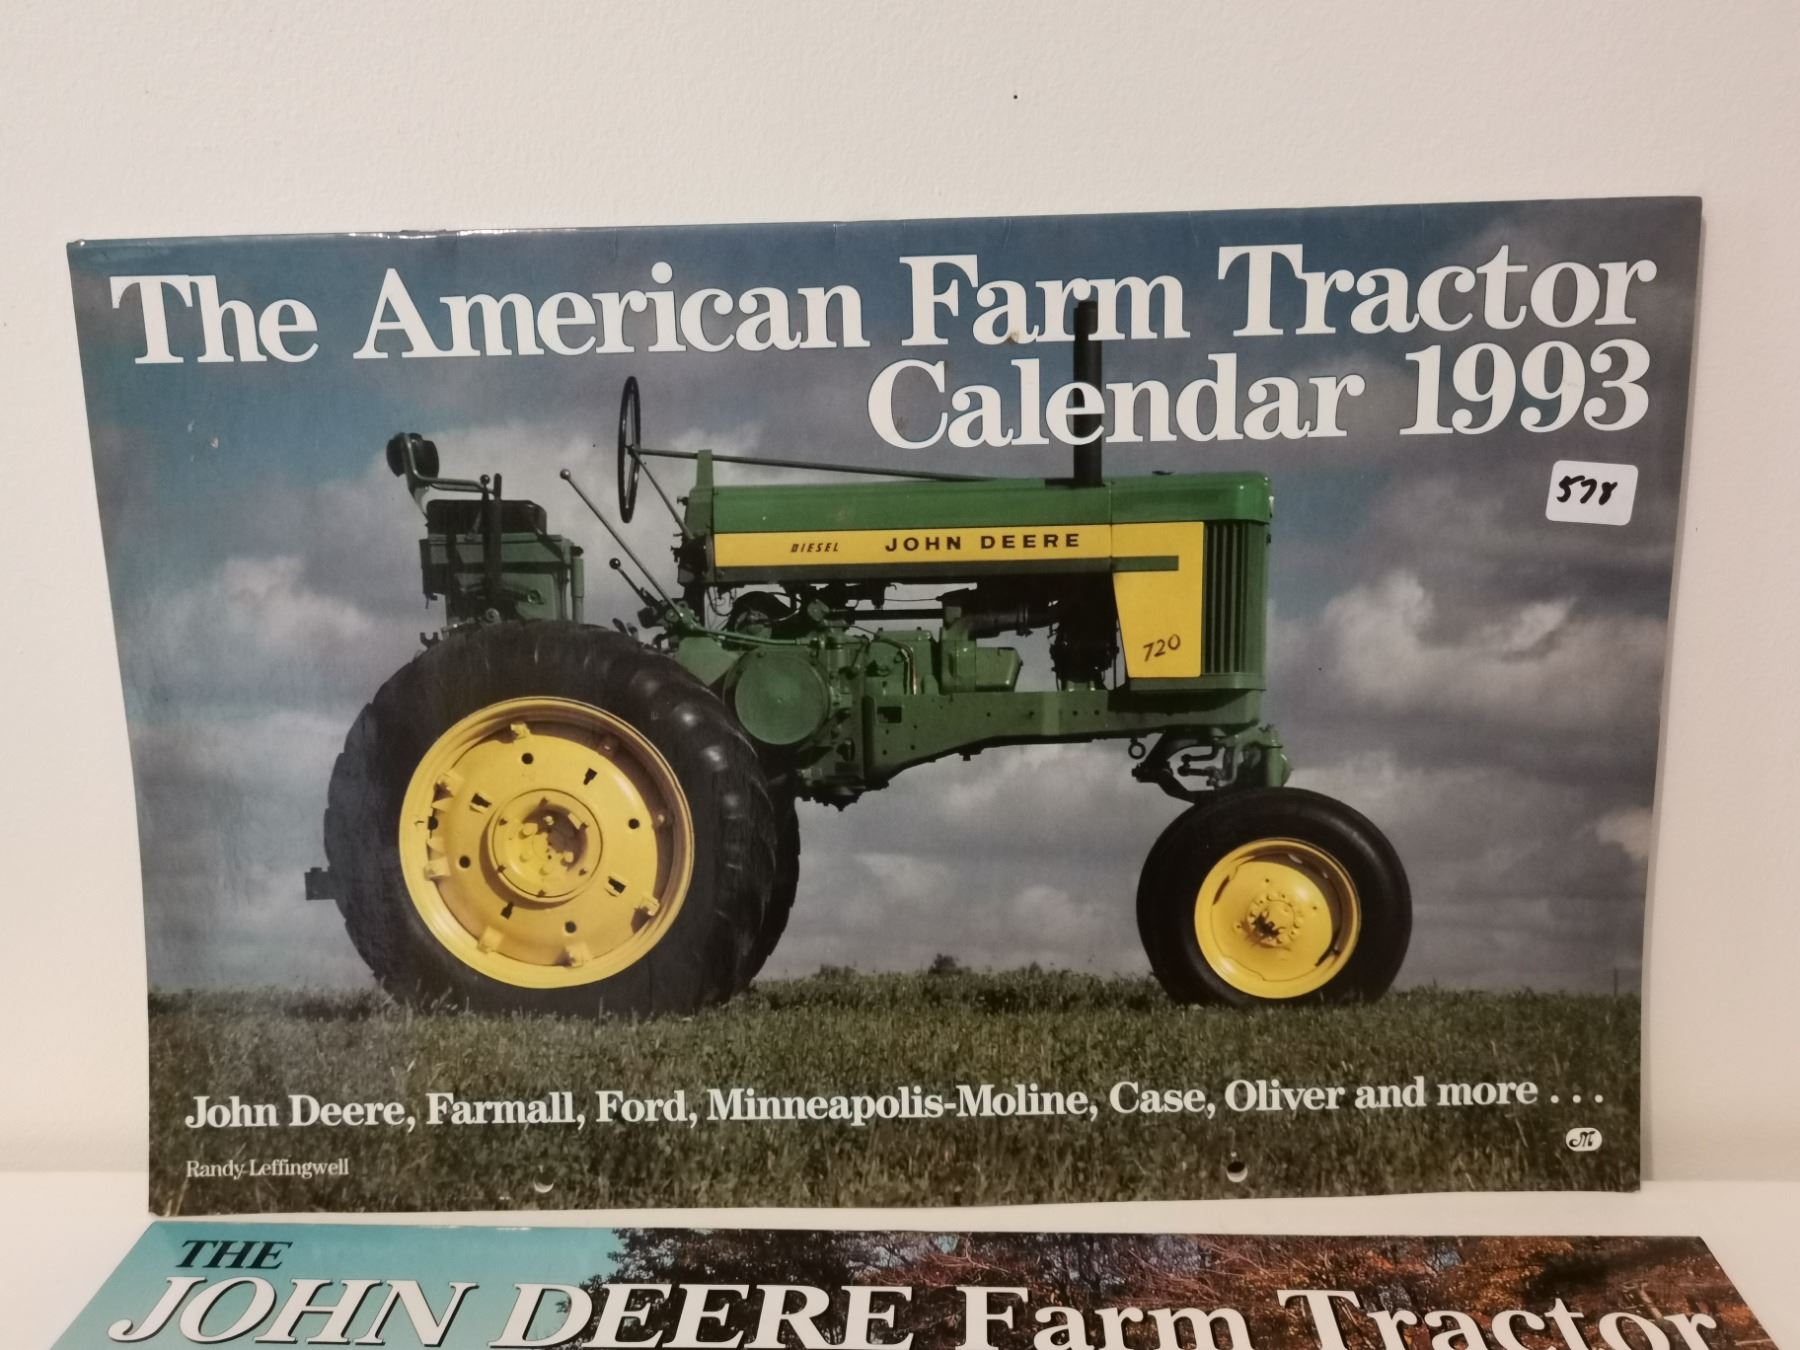 The American Farm Tractor
Calendar 1993
578
DIESEL JOHN DEERE
720
John Deere, Farmall, Ford, Minneapolis-Moline, Case, Oliver and more . . .
M
Randy Leffingwell
THE
JOHN DEERE Farm Tractor